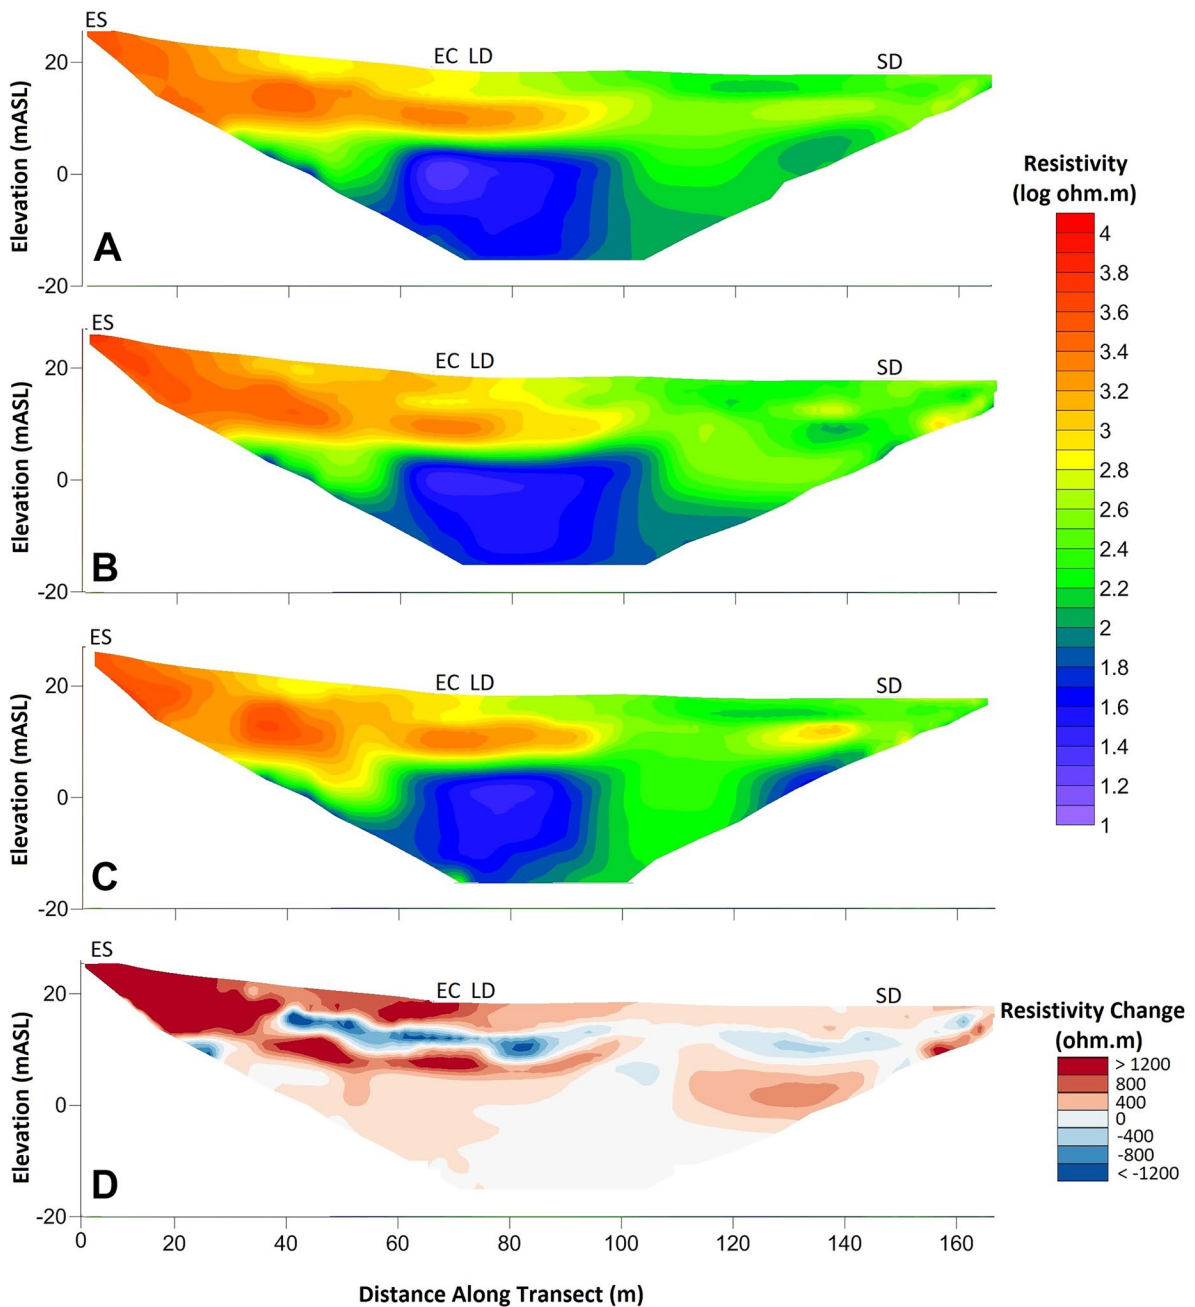 ES
EC LD
SD
20
0
-20
Elevation (mASL)
A
ES
EC LD
SD
20
0
-20
Elevation (mASL)
B
ES
EC LD
SD
20
0
-20
Elevation (mASL)
C
ES
EC LD
SD
20
0
-20
Elevation (mASL)
D
0 20 40 60 80 100 120 140 160
Distance Along Transect (m)
Resistivity
(log ohm.m)
4
3.8
3.6
3.4
3.2
3
2.8
2.6
2.4
2.2
2
1.8
1.6
1.4
1.2
1
Resistivity Change
(ohm.m)
> 1200
800
400
0
-400
-800
< -1200